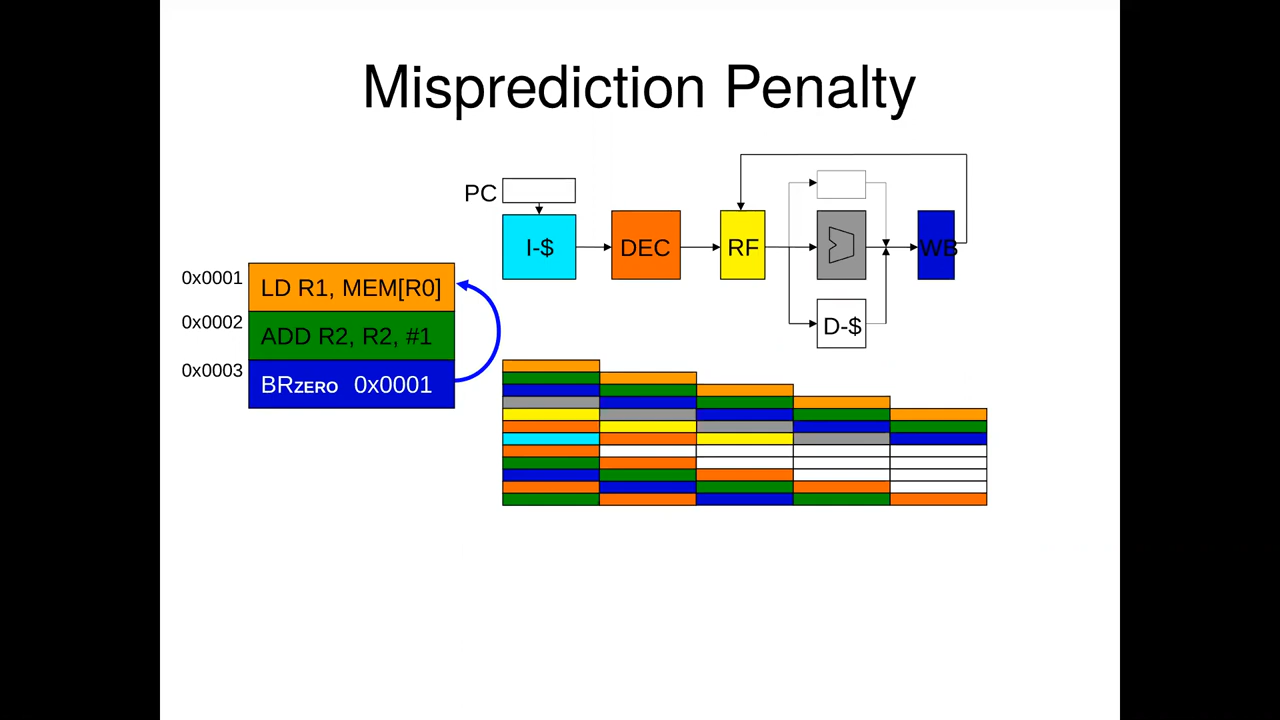 Misprediction Penalty
PC
I-$
DEC
RF
WB
D-$
0x0001
LD R1, MEM[R0]
0x0002
ADD R2, R2, #1
0x0003
BRZERO 0x0001